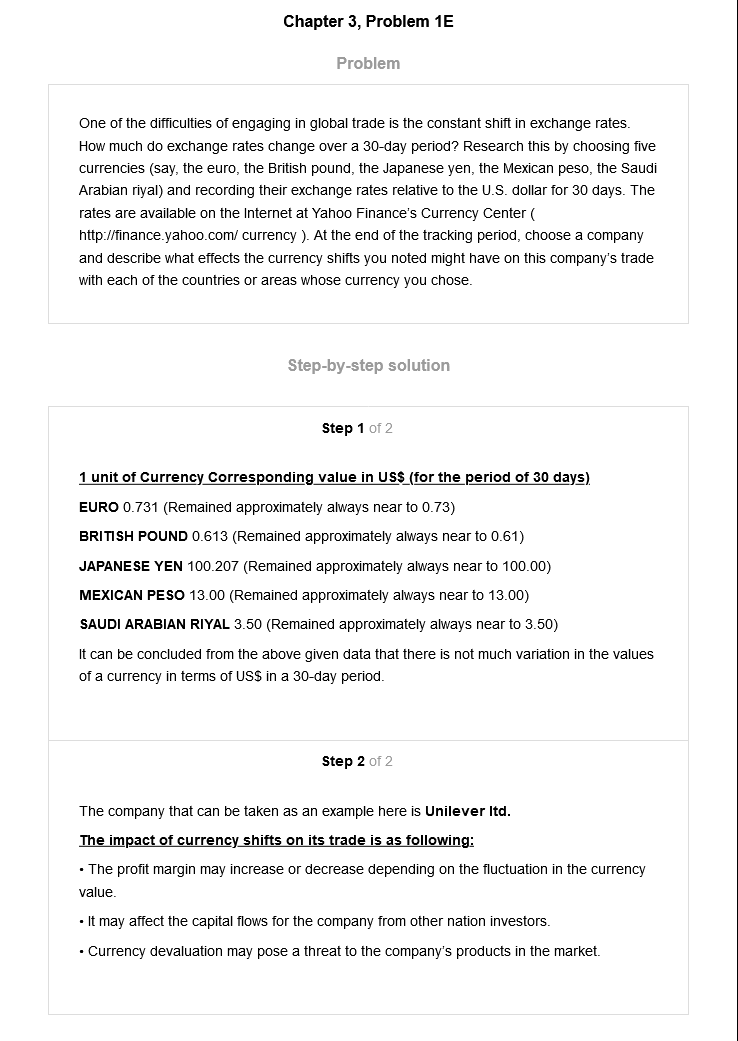 Chapter 3, Problem 1E
Problem
One of the difficulties of engaging in global trade is the constant shift in exchange rates.
How much do exchange rates change over a 30-day period? Research this by choosing five
currencies (say, the euro, the British pound, the Japanese yen, the Mexican peso, the Saudi
Arabian riyal) and recording their exchange rates relative to the U.S. dollar for 30 days. The
rates are available on the Internet at Yahoo Finance's Currency Center (
http://finance.yahoo.com/ currency ). At the end of the tracking period, choose a company
and describe what effects the currency shifts you noted might have on this company's trade
with each of the countries or areas whose currency you chose.
Step-by-step solution
Step 1 of 2
1 unit of Currency Corresponding value in US$ (for the period of 30 days)
EURO 0.731 (Remained approximately always near to 0.73)
BRITISH POUND 0.613 (Remained approximately always near to 0.61)
JAPANESE YEN 100.207 (Remained approximately always near to 100.00)
MEXICAN PESO 13.00 (Remained approximately always near to 13.00)
SAUDI ARABIAN RIYAL 3.50 (Remained approximately always near to 3.50)
It can be concluded from the above given data that there is not much variation in the values
of a currency in terms of US$ in a 30-day period.
Step 2 of 2
The company that can be taken as an example here is Unilever ltd.
The impact of currency shifts on its trade is as following:
• The profit margin may increase or decrease depending on the fluctuation in the currency
value.
• It may affect the capital flows for the company from other nation investors.
• Currency devaluation may pose a threat to the company's products in the market.